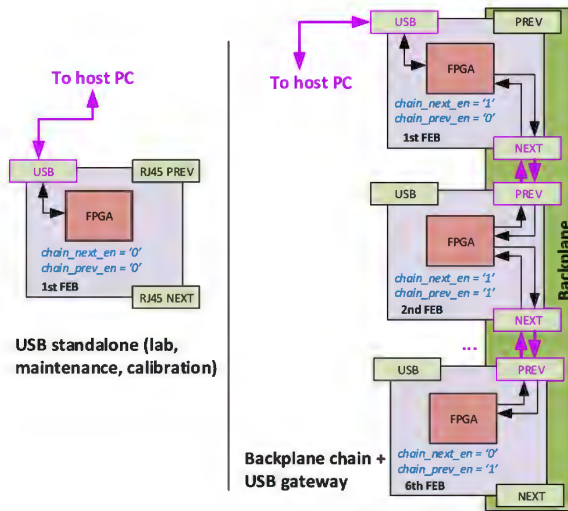 To host PC
USB
RJ45 PREV
FPGA
chain_next_en = ‘0’
chain_prev_en = ‘0’
1st FEB
RJ45 NEXT
USB standalone (lab,
maintenance, calibration)
USB
PREV
To host PC
FPGA
chain_next_en = ‘1’
chain_prev_en = ‘0’
1st FEB
NEXT
USB
PREV
FPGA
chain_next_en = ‘1’
chain_prev_en = ‘1’
2nd FEB
NEXT
...
USB
PREV
FPGA
chain_next_en = ‘0’
chain_prev_en = ‘1’
6th FEB
NEXT
Backplane chain +
USB gateway
Backplane